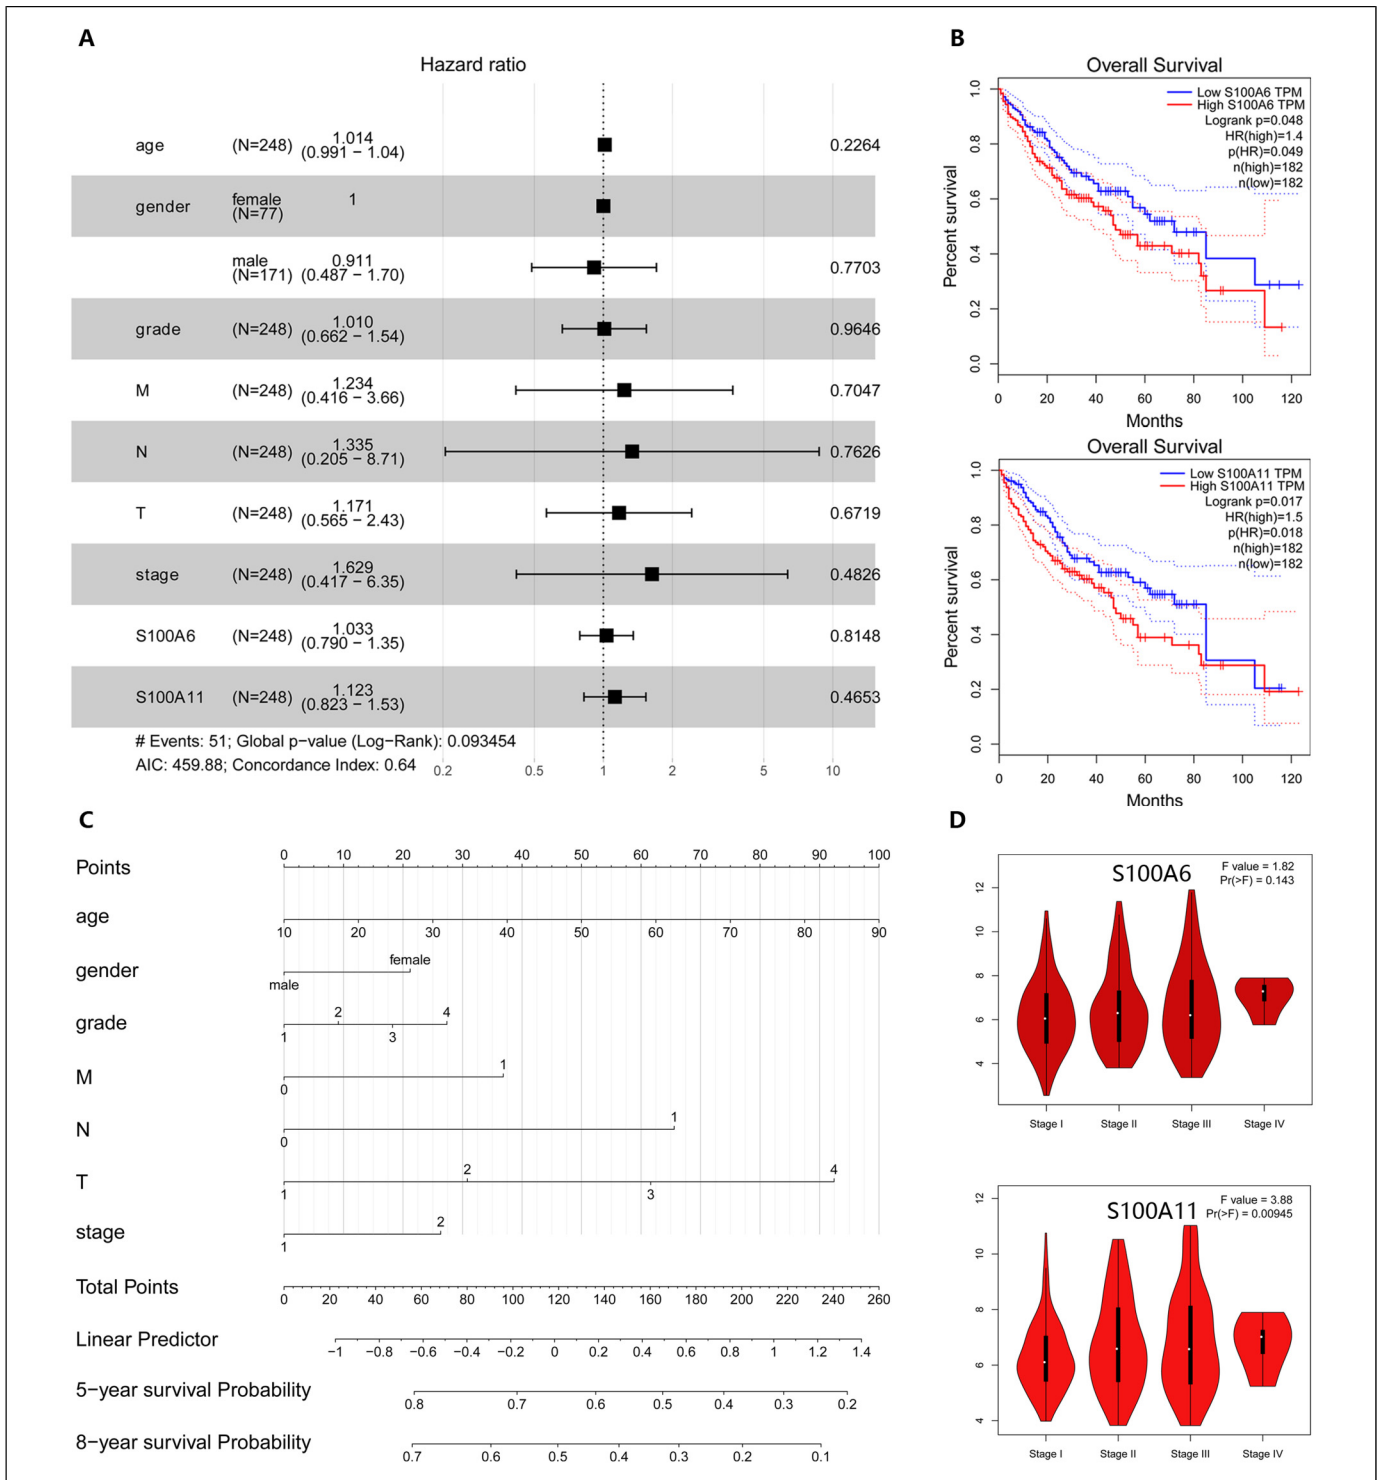 A
Hazard ratio
age (N=248) 1.014 (0.991 − 1.04) 0.2264
gender female (N=77) 1
male (N=171) 0.911 (0.487 − 1.70) 0.7703
grade (N=248) 1.010 (0.662 − 1.54) 0.9646
M (N=248) 1.234 (0.416 − 3.66) 0.7047
N (N=248) 1.335 (0.205 − 8.71) 0.7626
T (N=248) 1.171 (0.565 − 2.43) 0.6719
stage (N=248) 1.629 (0.417 − 6.35) 0.4826
S100A6 (N=248) 1.033 (0.790 − 1.35) 0.8148
S100A11 (N=248) 1.123 (0.823 − 1.53) 0.4653
# Events: 51; Global p−value (Log−Rank): 0.093454
AIC: 459.88; Concordance Index: 0.64
0.2 0.5 1 2 5 10
B
Overall Survival
Low S100A6 TPM
High S100A6 TPM
Logrank p=0.048
HR(high)=1.4
p(HR)=0.049
n(high)=182
n(low)=182
Percent survival
1.0
0.8
0.6
0.4
0.2
0.0
0 20 40 60 80 100 120
Months
Overall Survival
Low S100A11 TPM
High S100A11 TPM
Logrank p=0.017
HR(high)=1.5
p(HR)=0.018
n(high)=182
n(low)=182
Percent survival
1.0
0.8
0.6
0.4
0.2
0.0
0 20 40 60 80 100 120
Months
C
Points
0 10 20 30 40 50 60 70 80 90 100
age
10 20 30 40 50 60 70 80 90
gender
female
male
grade
2 4
1 3
M
1
0
N
1
0
T
2 4
1 3
stage
2
1
Total Points
0 20 40 60 80 100 120 140 160 180 200 220 240 260
Linear Predictor
−1 −0.8 −0.6 −0.4 −0.2 0 0.2 0.4 0.6 0.8 1 1.2 1.4
5−year survival Probability
0.8 0.7 0.6 0.5 0.4 0.3 0.2
8−year survival Probability
0.7 0.6 0.5 0.4 0.3 0.2 0.1
D
S100A6
F value = 1.82
Pr(>F) = 0.143
12
10
8
6
4
Stage I Stage II Stage III Stage IV
S100A11
F value = 3.88
Pr(>F) = 0.00945
12
10
8
6
4
Stage I Stage II Stage III Stage IV